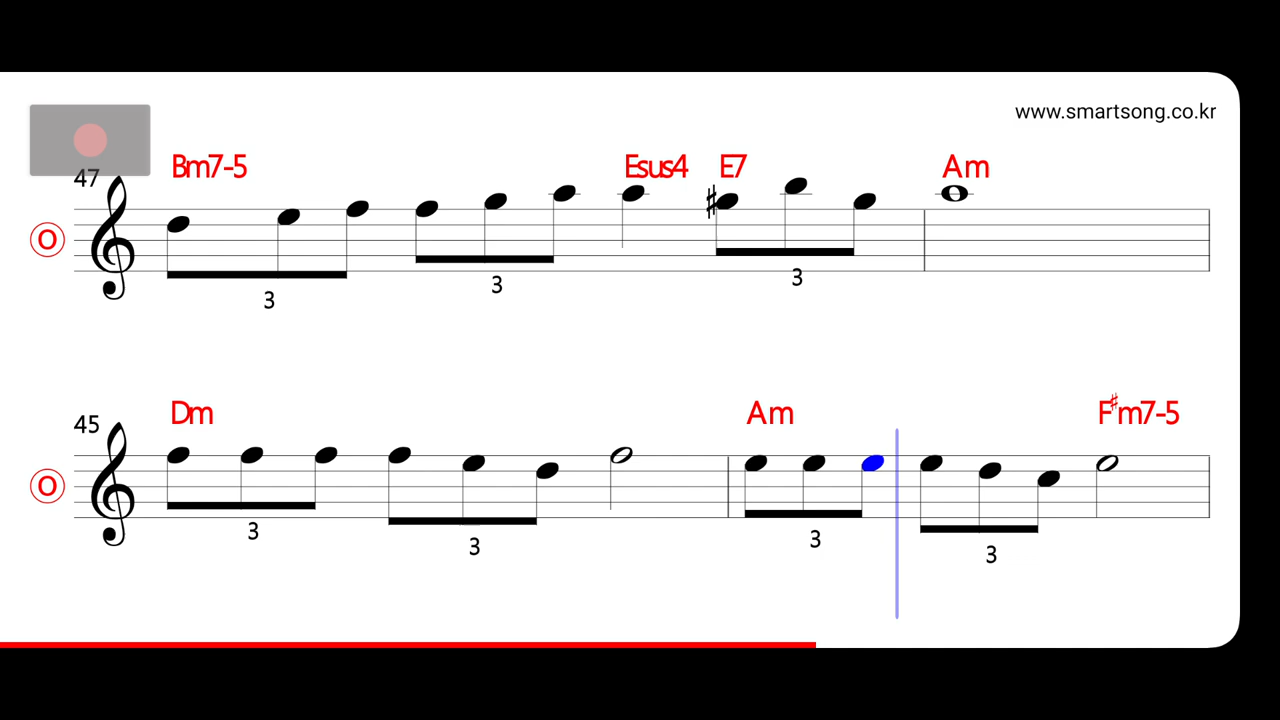 www.smartsong.co.kr
Bm7-5 Esus4 E7 Am
47
O
3 3 3
Dm Am F♯m7-5
45
O
3 3 3 3